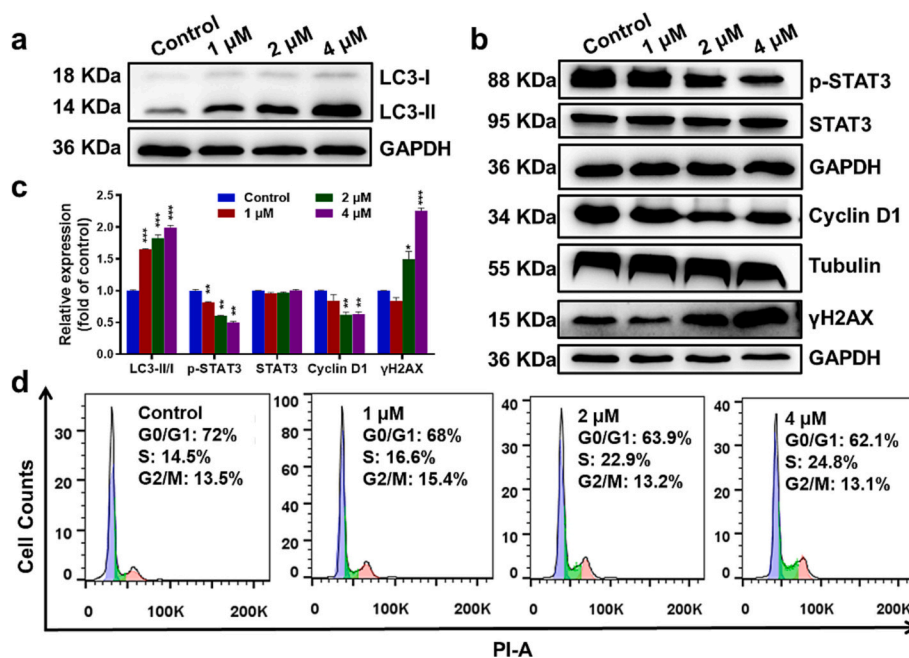 a
Control 1 μM 2 μM 4 μM
18 KDa LC3-I
14 KDa LC3-II
36 KDa GAPDH
b
Control 1 μM 2 μM 4 μM
88 KDa p-STAT3
95 KDa STAT3
36 KDa GAPDH
34 KDa Cyclin D1
55 KDa Tubulin
15 KDa γH2AX
36 KDa GAPDH
c
Relative expression
(fold of control)
2.5
2.0
1.5
1.0
0.5
0.0
Control 2 μM
1 μM 4 μM
*** *** *** ** ** ** ** ** * ***
LC3-II/I p-STAT3 STAT3 Cyclin D1 γH2AX
d
Cell Counts
Control
G0/G1: 72%
S: 14.5%
G2/M: 13.5%
30
20
10
0
0 100K 200K
1 μM
G0/G1: 68%
S: 16.6%
G2/M: 15.4%
100
80
60
40
20
0
0 100K 200K
2 μM
G0/G1: 63.9%
S: 22.9%
G2/M: 13.2%
40
30
20
10
0
0 100K 200K
4 μM
G0/G1: 62.1%
S: 24.8%
G2/M: 13.1%
40
30
20
10
0
0 100K 200K
PI-A